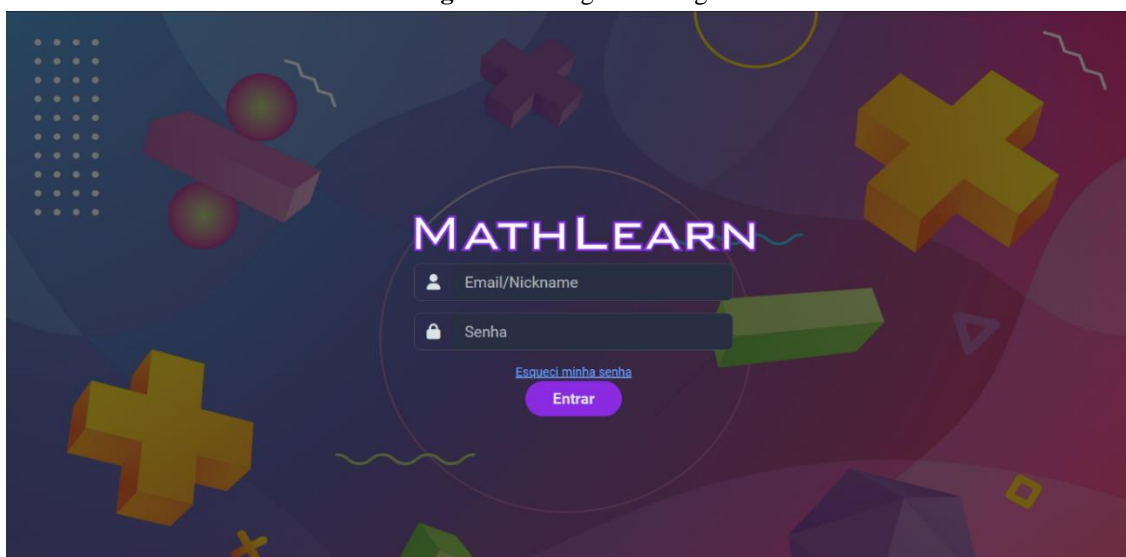 MATHLEARN
Email/Nickname
Senha
Esqueci minha senha
Entrar